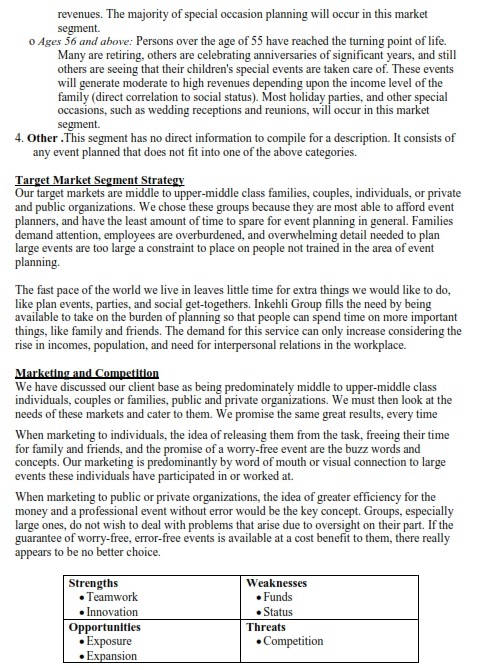 revenues. The majority of special occasion planning will occur in this market
segment.
o Ages 56 and above: Persons over the age of 55 have reached the turning point of life.
Many are retiring, others are celebrating anniversaries of significant years, and still
others are seeing that their children's special events are taken care of. These events
will generate moderate to high revenues depending upon the income level of the
family (direct correlation to social status). Most holiday parties, and other special
occasions, such as wedding receptions and reunions, will occur in this market
segment.
4. Other .This segment has no direct information to compile for a description. It consists of
any event planned that does not fit into one of the above categories.
Target Market Segment Strategy
Our target markets are middle to upper-middle class families, couples, individuals, or private
and public organizations. We chose these groups because they are most able to afford event
planners, and have the least amount of time to spare for event planning in general. Families
demand attention, employees are overburdened, and overwhelming detail needed to plan
large events are too large a constraint to place on people not trained in the area of event
planning.
The fast pace of the world we live in leaves little time for extra things we would like to do,
like plan events, parties, and social get-togethers. Inkehli Group fills the need by being
available to take on the burden of planning so that people can spend time on more important
things, like family and friends. The demand for this service can only increase considering the
rise in incomes, population, and need for interpersonal relations in the workplace.
Marketing and Competition
We have discussed our client base as being predominately middle to upper-middle class
individuals, couples or families, public and private organizations. We must then look at the
needs of these markets and cater to them. We promise the same great results, every time
When marketing to individuals, the idea of releasing them from the task, freeing their time
for family and friends, and the promise of a worry-free event are the buzz words and
concepts. Our marketing is predominantly by word of mouth or visual connection to large
events these individuals have participated in or worked at.
When marketing to public or private organizations, the idea of greater efficiency for the
money and a professional event without error would be the key concept. Groups, especially
large ones, do not wish to deal with problems that arise due to oversight on their part. If the
guarantee of worry-free, error-free events is available at a cost benefit to them, there really
appears to be no better choice.
Strengths
• Teamwork
• Innovation
Weaknesses
• Funds
• Status
Opportunities
• Exposure
• Expansion
Threats
• Competition